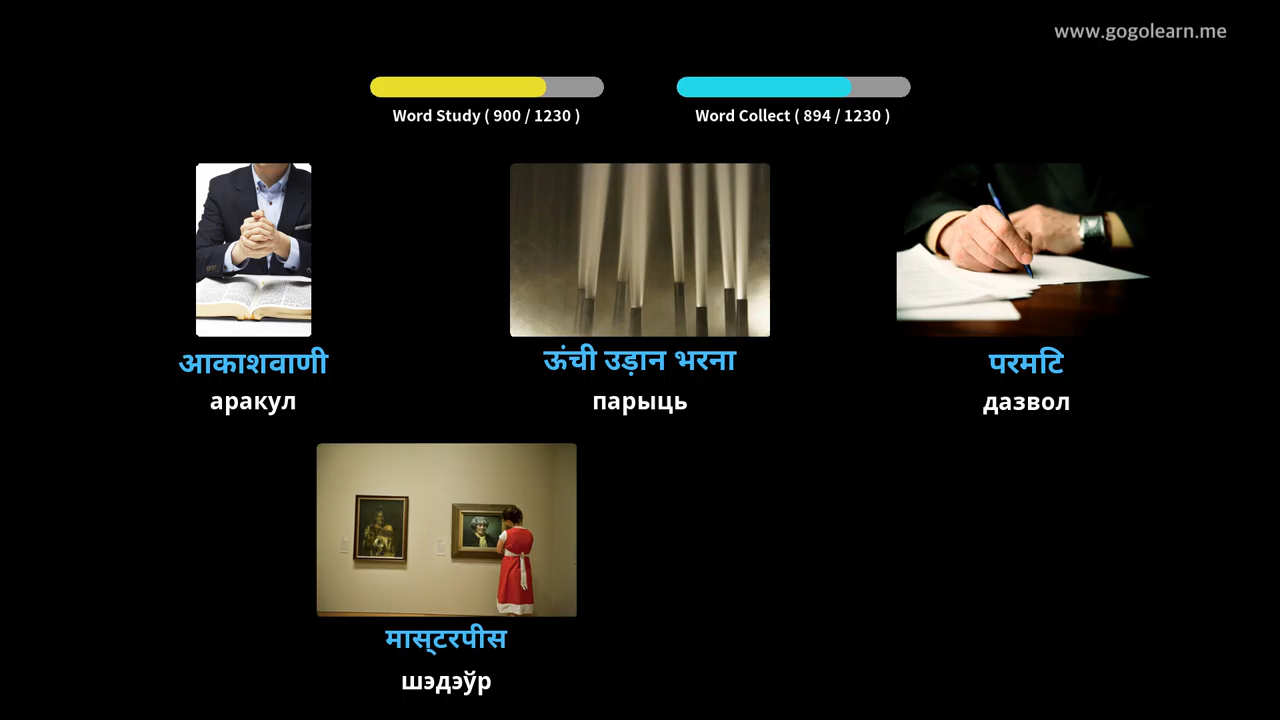 www.gogolearn.me
Word Study ( 900 / 1230 )
Word Collect ( 894 / 1230 )
आकाशवाणी
ऊंची उड़ान भरना
परमटि
аракул
парыць
дазвол
मास्टरपीस
шэдэўр